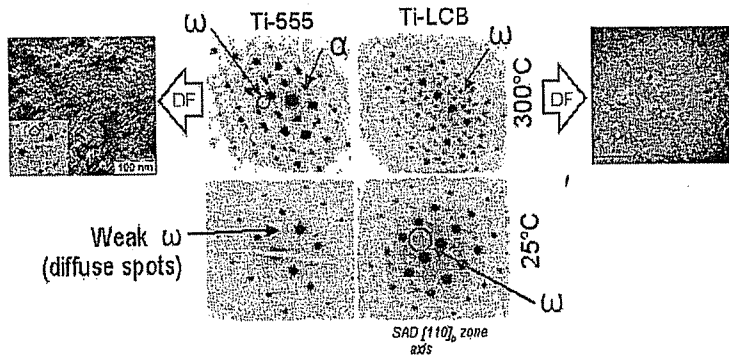 Ti-555
Ti-LCB
ω
α
ω
DF
DF
300°C
100 nm
Weak ω
(diffuse spots)
25°C
ω
SAD [110]b zone
axis